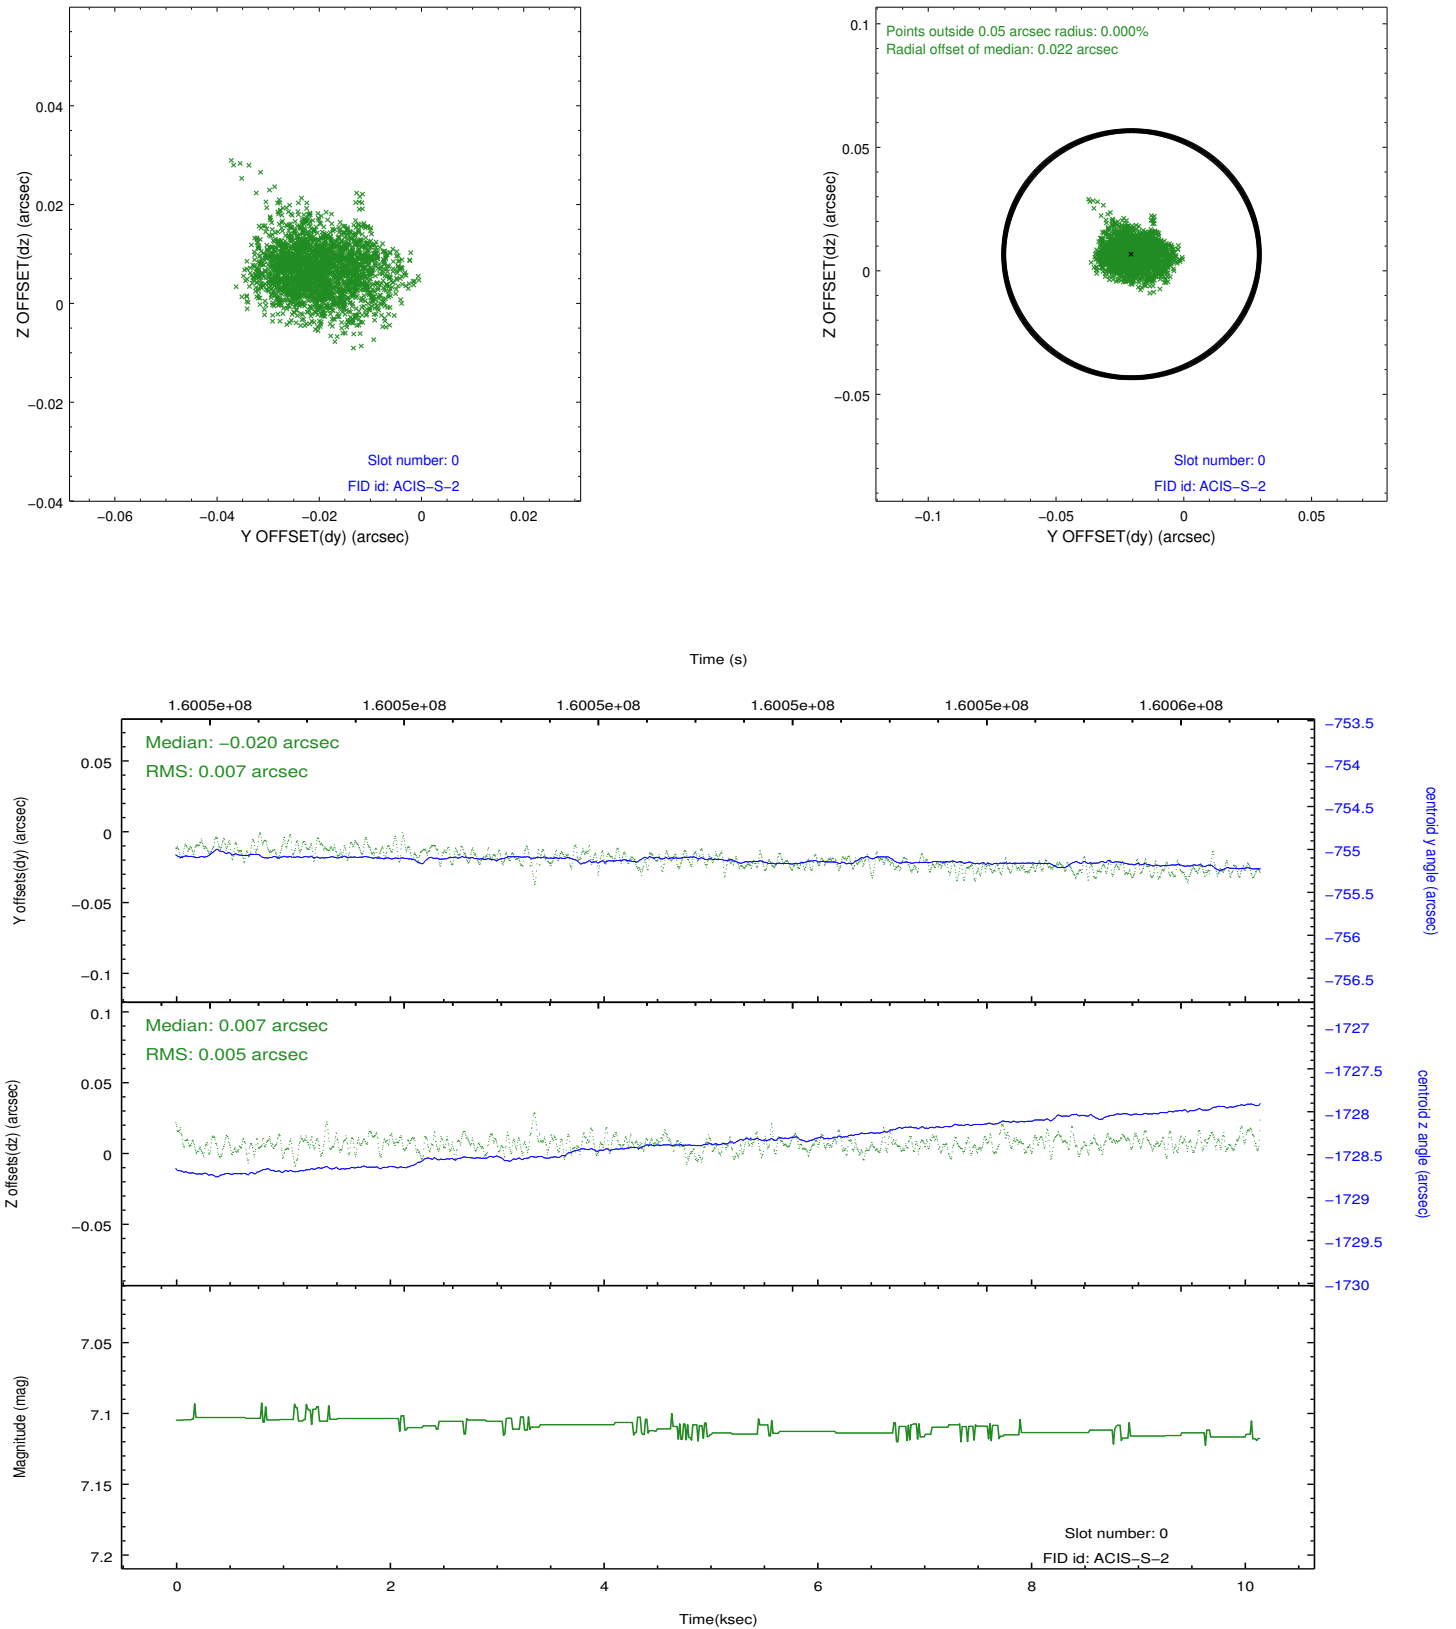 0.04
0.02
0
−0.02
−0.04
−0.06
−0.04
−0.02
0
0.02
Z OFFSET(dz) (arcsec)
Y OFFSET(dy) (arcsec)
Slot number: 0
FID id: ACIS−S−2
Points outside 0.05 arcsec radius: 0.000%
Radial offset of median: 0.022 arcsec
0.1
0.05
0
−0.05
−0.1
−0.05
0
0.05
Z OFFSET(dz) (arcsec)
Y OFFSET(dy) (arcsec)
Slot number: 0
FID id: ACIS−S−2
Time (s)
1.6005e+08
1.6005e+08
1.6005e+08
1.6005e+08
1.6005e+08
1.6006e+08
Median: −0.020 arcsec
RMS: 0.007 arcsec
0.05
0
−0.05
−0.1
Y offsets(dy) (arcsec)
−753.5
−754
−754.5
−755
−755.5
−756
−756.5
centroid y angle (arcsec)
Median: 0.007 arcsec
RMS: 0.005 arcsec
0.1
0.05
0
−0.05
Z offsets(dz) (arcsec)
−1727
−1727.5
−1728
−1728.5
−1729
−1729.5
−1730
centroid z angle (arcsec)
7.05
7.1
7.15
7.2
Magnitude (mag)
Slot number: 0
FID id: ACIS−S−2
0
2
4
6
8
10
Time(ksec)